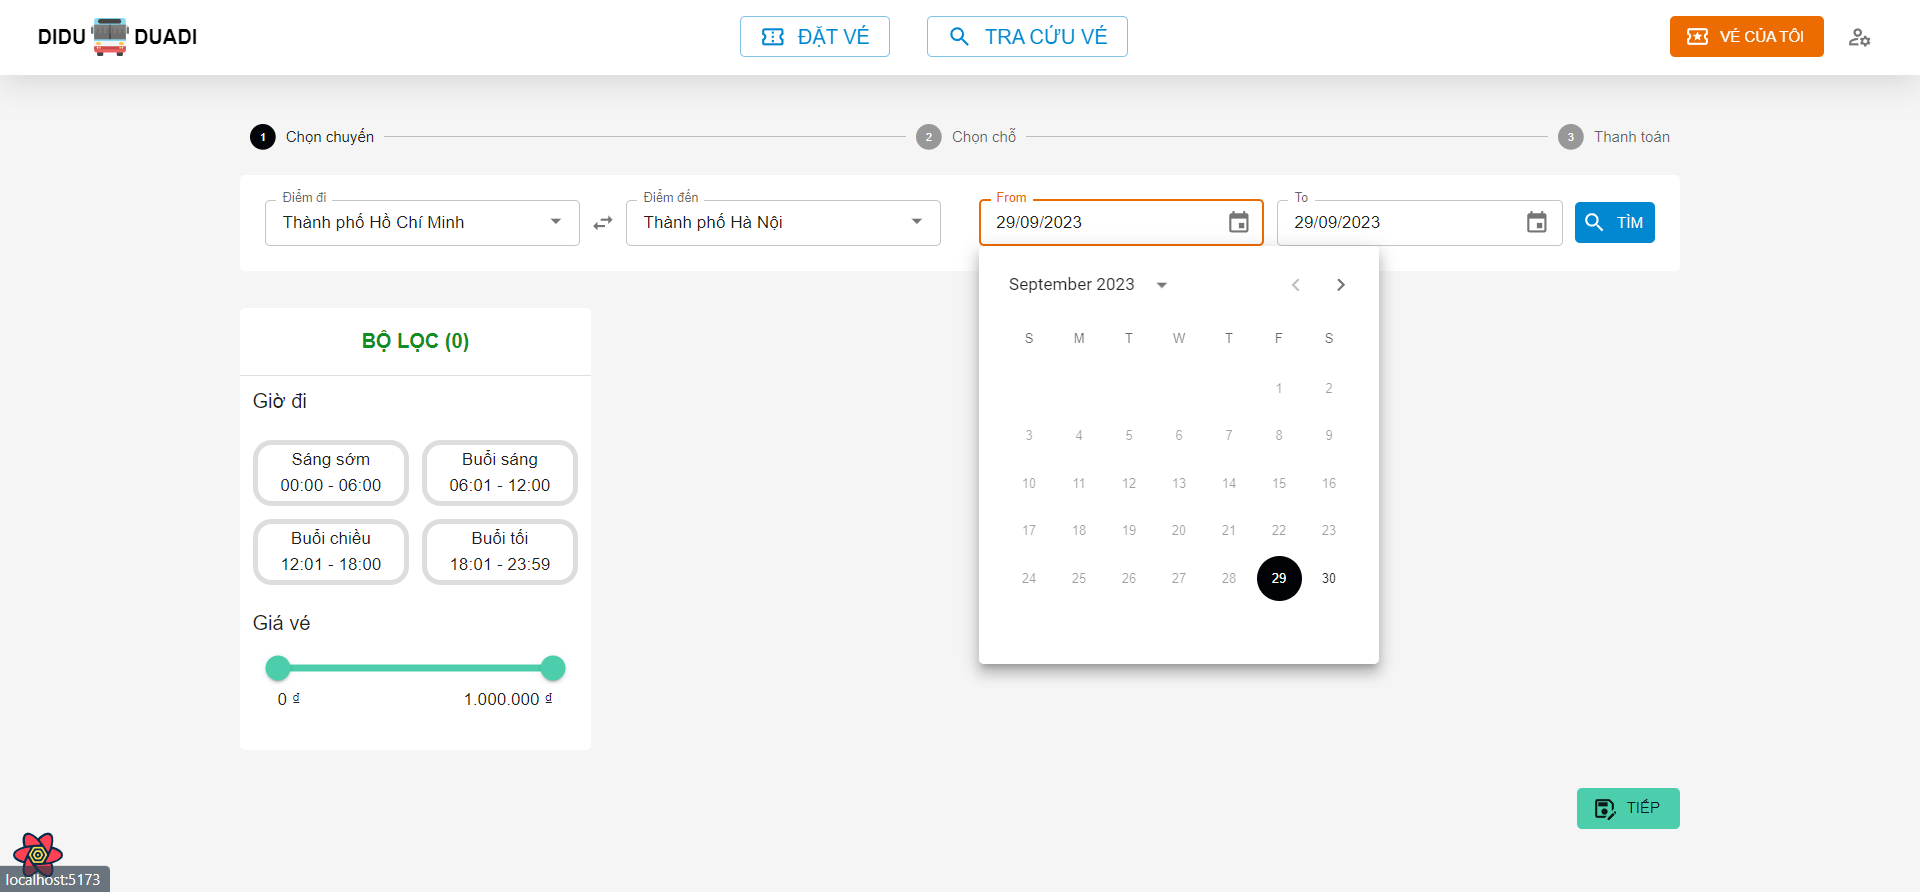 DIDU DUADI
ĐẶT VÉ
TRA CỨU VÉ
VÉ CỦA TÔI
1 Chọn chuyến
2 Chọn chỗ
3 Thanh toán
Điểm đi
Thành phố Hồ Chí Minh
Điểm đến
Thành phố Hà Nội
From
29/09/2023
To
29/09/2023
TÌM
September 2023
S M T W T F S
1 2
3 4 5 6 7 8 9
10 11 12 13 14 15 16
17 18 19 20 21 22 23
24 25 26 27 28 29 30
BỘ LỌC (0)
Giờ đi
Sáng sớm
00:00 - 06:00
Buổi sáng
06:01 - 12:00
Buổi chiều
12:01 - 18:00
Buổi tối
18:01 - 23:59
Giá vé
0 ₫
1.000.000 ₫
TIẾP
localhost:5173